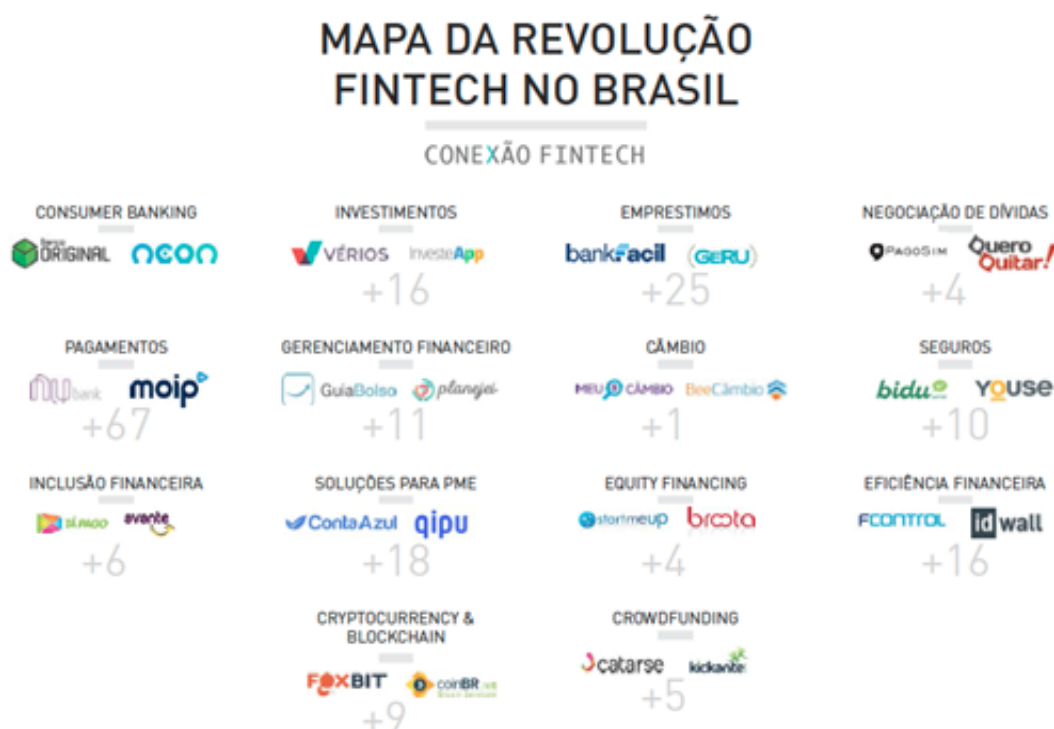 MAPA DA REVOLUÇÃO
FINTECH NO BRASIL
CONEXÃO FINTECH
CONSUMER BANKING
banco ORIGINAL neon
INVESTIMENTOS
VÉRIOS InvesteApp
+16
EMPRESTIMOS
bankFacil (GERU)
+25
NEGOCIAÇÃO DE DÍVIDAS
PAGOSIM Quero Quitar!
+4
PAGAMENTOS
nubank moip
+67
GERENCIAMENTO FINANCEIRO
GuiaBolso planejei
+11
CÂMBIO
MEU CÂMBIO BeeCâmbio
+1
SEGUROS
bidu YOUSE
+10
INCLUSÃO FINANCEIRA
avante
+6
SOLUÇÕES PARA PME
ContaAzul qipu
+18
EQUITY FINANCING
startmeup broota
+4
EFICIÊNCIA FINANCEIRA
FCONTROL id wall
+16
CRYPTOCURRENCY &
BLOCKCHAIN
FOXBIT coinBR
+9
CROWDFUNDING
catarse kickante
+5